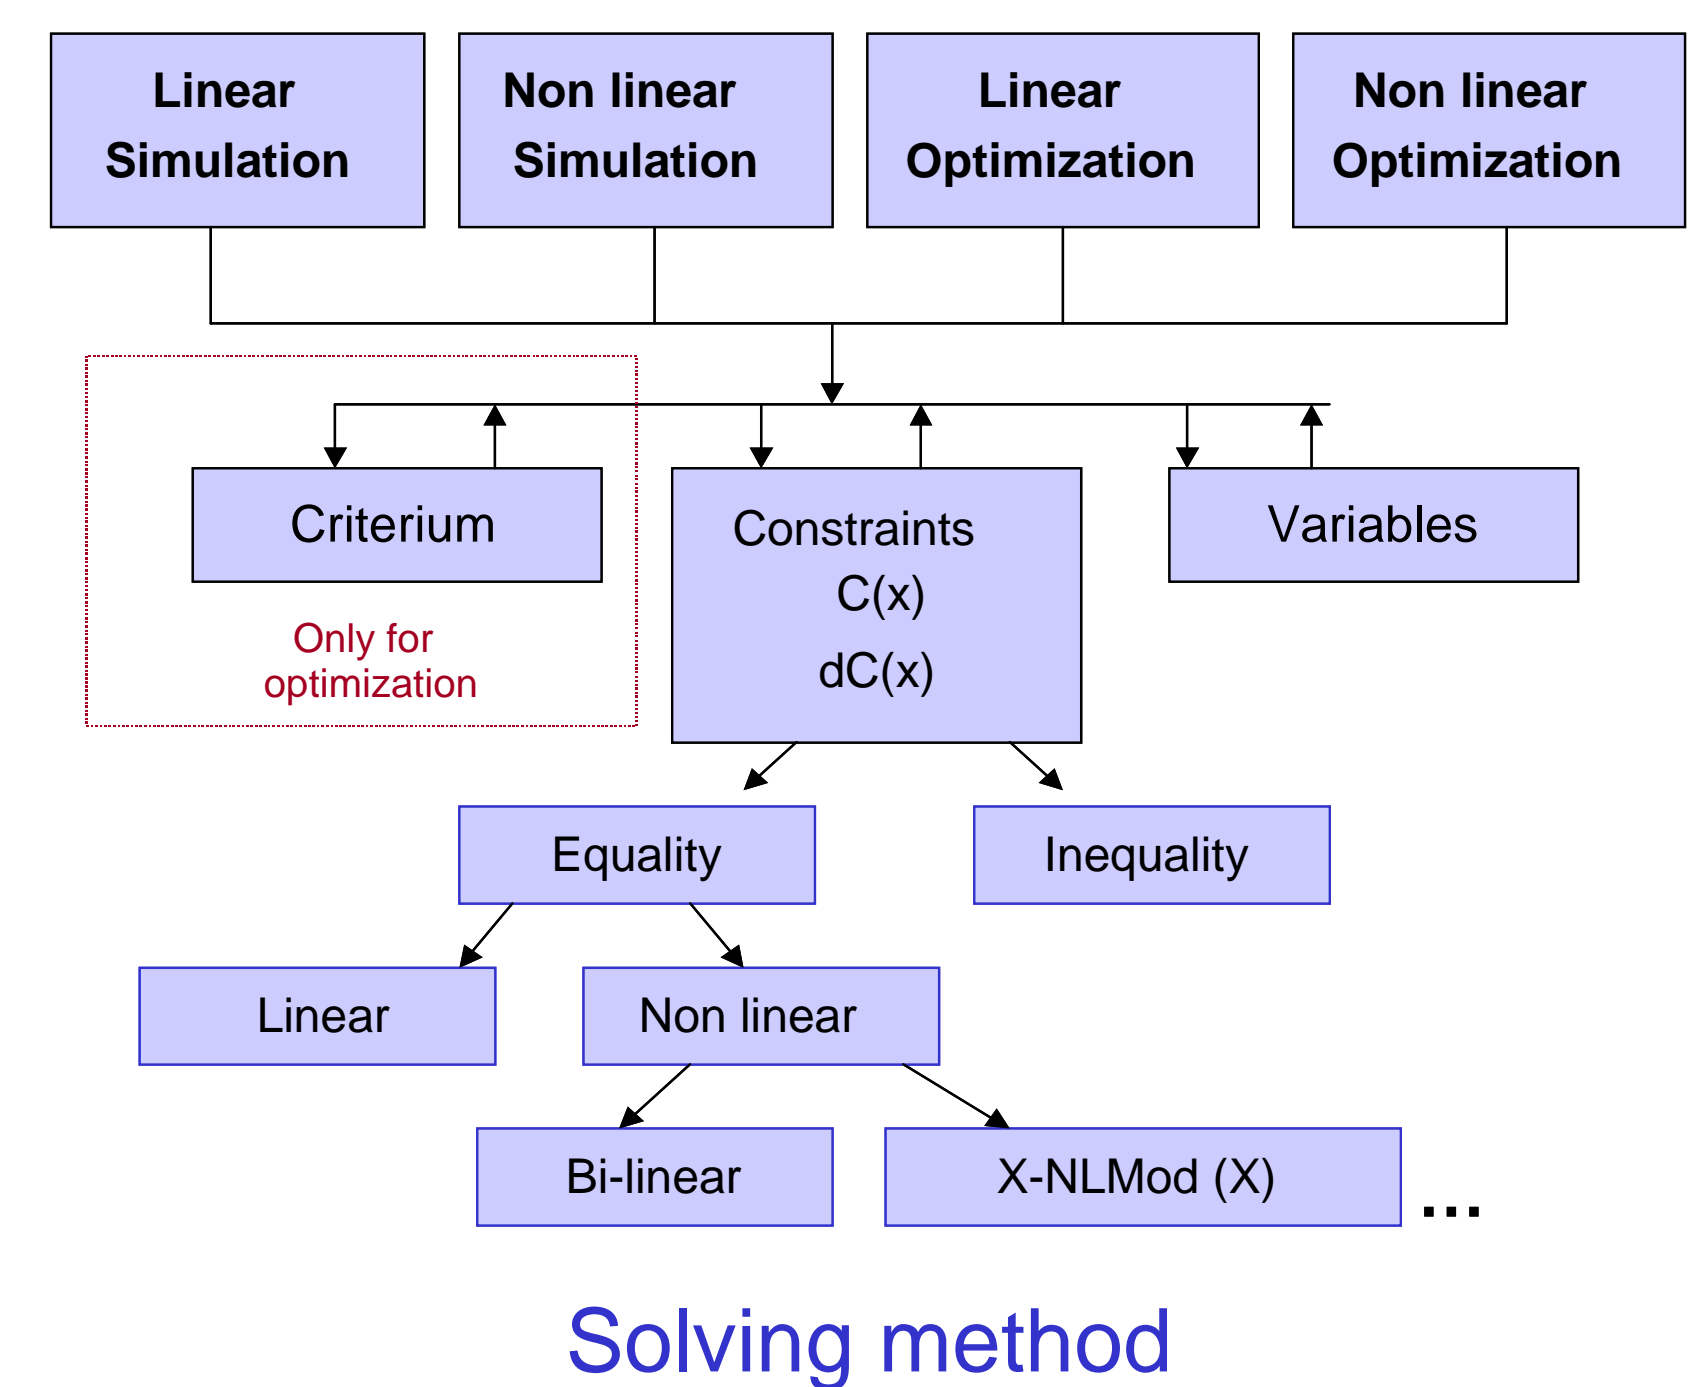 Linear
Simulation
Non linear
Simulation
Linear
Optimization
Non linear
Optimization
Criterium
Only for
optimization
Constraints
C(x)
dC(x)
Variables
Equality
Inequality
Linear
Non linear
Bi-linear
X-NLMod (X)
...
Solving method